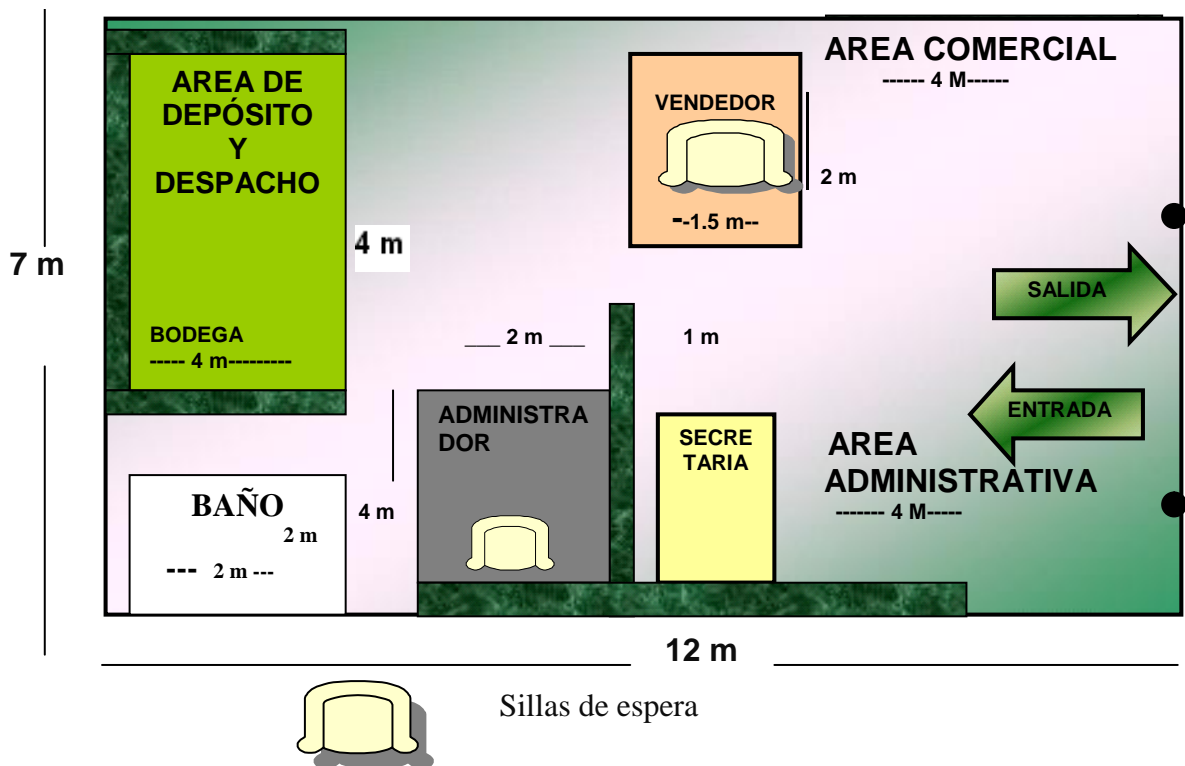 AREA DE
DEPÓSITO
Y
DESPACHO
BODEGA
----- 4 m---------
4 m
VENDEDOR
--1.5 m--
2 m
AREA COMERCIAL
------ 4 M------
7 m
SALIDA
ENTRADA
___ 2 m ___
1 m
ADMINISTRA
DOR
SECRE
TARIA
AREA
ADMINISTRATIVA
------- 4 M-----
BAÑO
2 m
--- 2 m ---
4 m
12 m
Sillas de espera